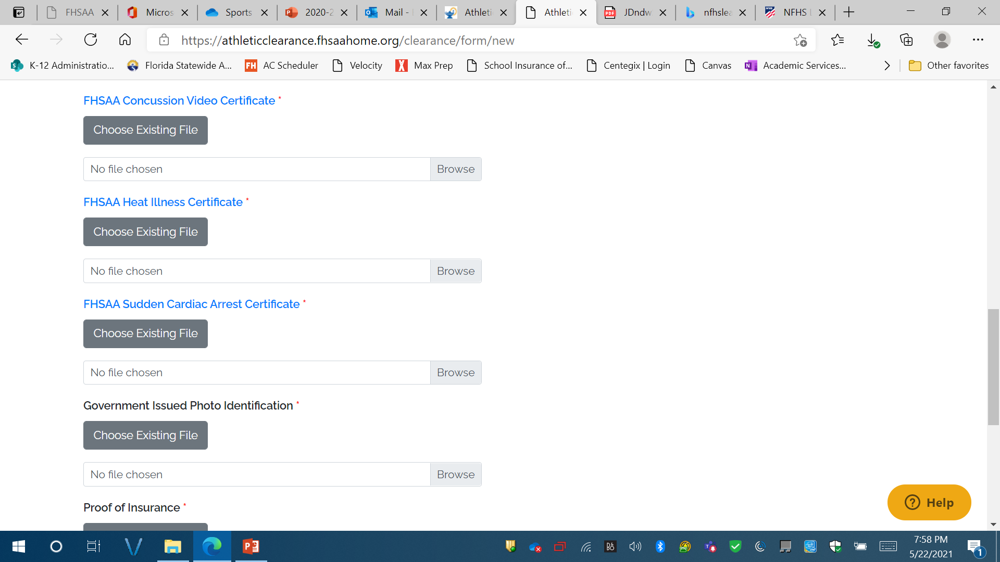 FHSAA
Micros
Sports
2020-2
Mail -
Athleti
Athleti
JDndw
nfhslea
NFHS L
https://athleticclearance.fhsaahome.org/clearance/form/new
K-12 Administratio...
Florida Statewide A...
FH AC Scheduler
Velocity
Max Prep
School Insurance of...
Centegix | Login
Canvas
Academic Services...
Other favorites
FHSAA Concussion Video Certificate *
Choose Existing File
No file chosen Browse
FHSAA Heat Illness Certificate *
Choose Existing File
No file chosen Browse
FHSAA Sudden Cardiac Arrest Certificate *
Choose Existing File
No file chosen Browse
Government Issued Photo Identification *
Choose Existing File
No file chosen Browse
Proof of Insurance *
Help
7:58 PM
5/22/2021
1